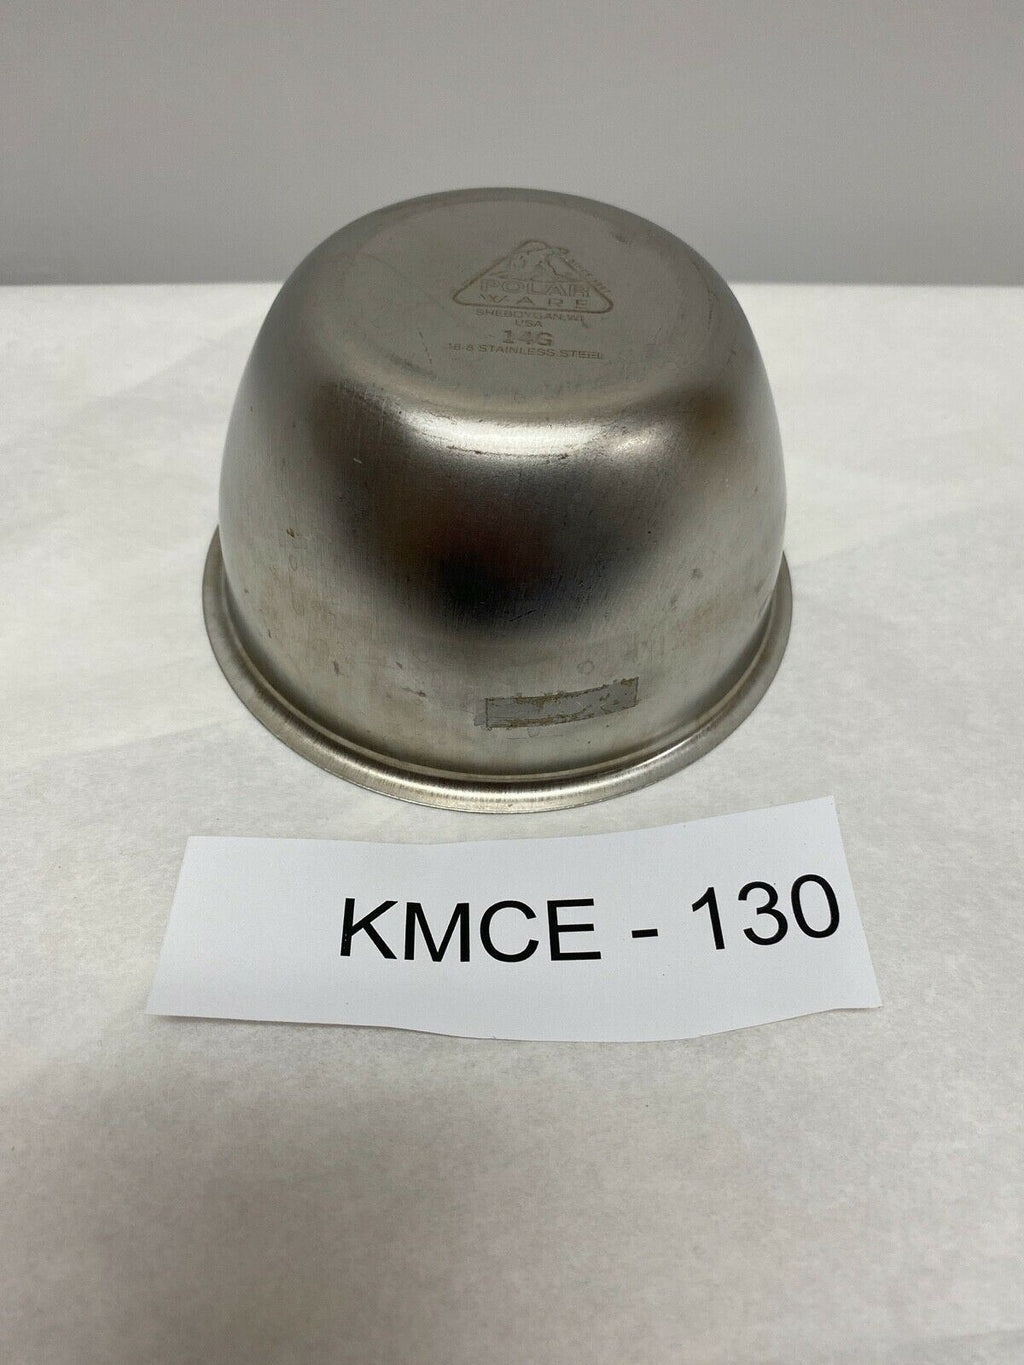 POLAR
WARE
SHEBOYGAN, WI
USA
14G
18-8 STAINLESS STEEL
KMCE - 130